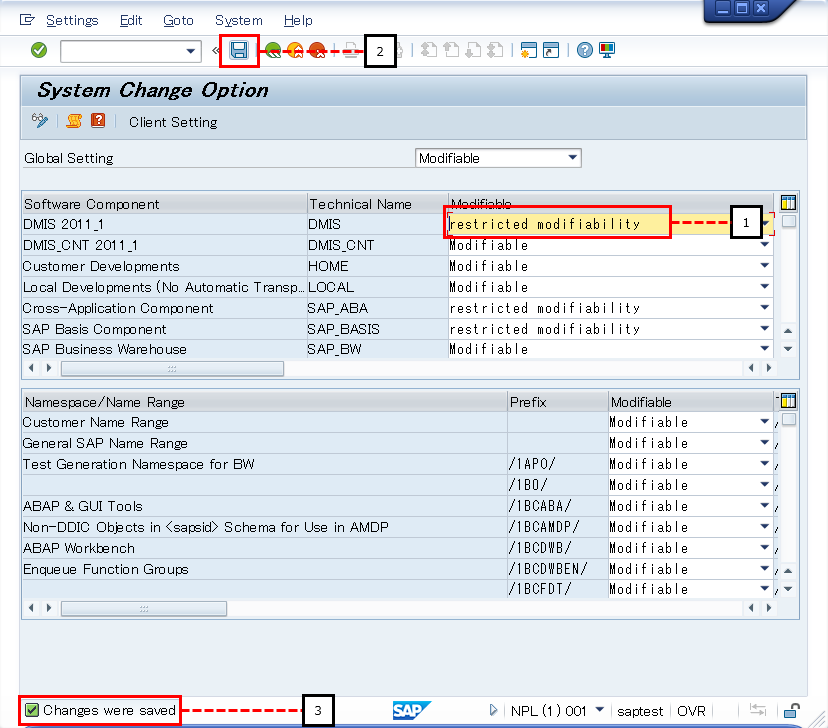 Settings Edit Goto System Help
2
System Change Option
Client Setting
Global Setting Modifiable
Software Component Technical Name Modifiable
DMIS 2011_1 DMIS restricted modifiability 1
DMIS_CNT 2011_1 DMIS_CNT Modifiable
Customer Developments HOME Modifiable
Local Developments (No Automatic Transp... LOCAL Modifiable
Cross-Application Component SAP_ABA restricted modifiability
SAP Basis Component SAP_BASIS restricted modifiability
SAP Business Warehouse SAP_BW Modifiable
Namespace/Name Range Prefix Modifiable
Customer Name Range Modifiable
General SAP Name Range Modifiable
Test Generation Namespace for BW /1APO/ Modifiable
/1BO/ Modifiable
ABAP & GUI Tools /1BCABA/ Modifiable
Non-DDIC Objects in <sapsid> Schema for Use in AMDP /1BCAMDP/ Modifiable
ABAP Workbench /1BCDWB/ Modifiable
Enqueue Function Groups /1BCDWBEN/ Modifiable
/1BCFDT/ Modifiable
Changes were saved 3 SAP NPL (1) 001 saptest OVR